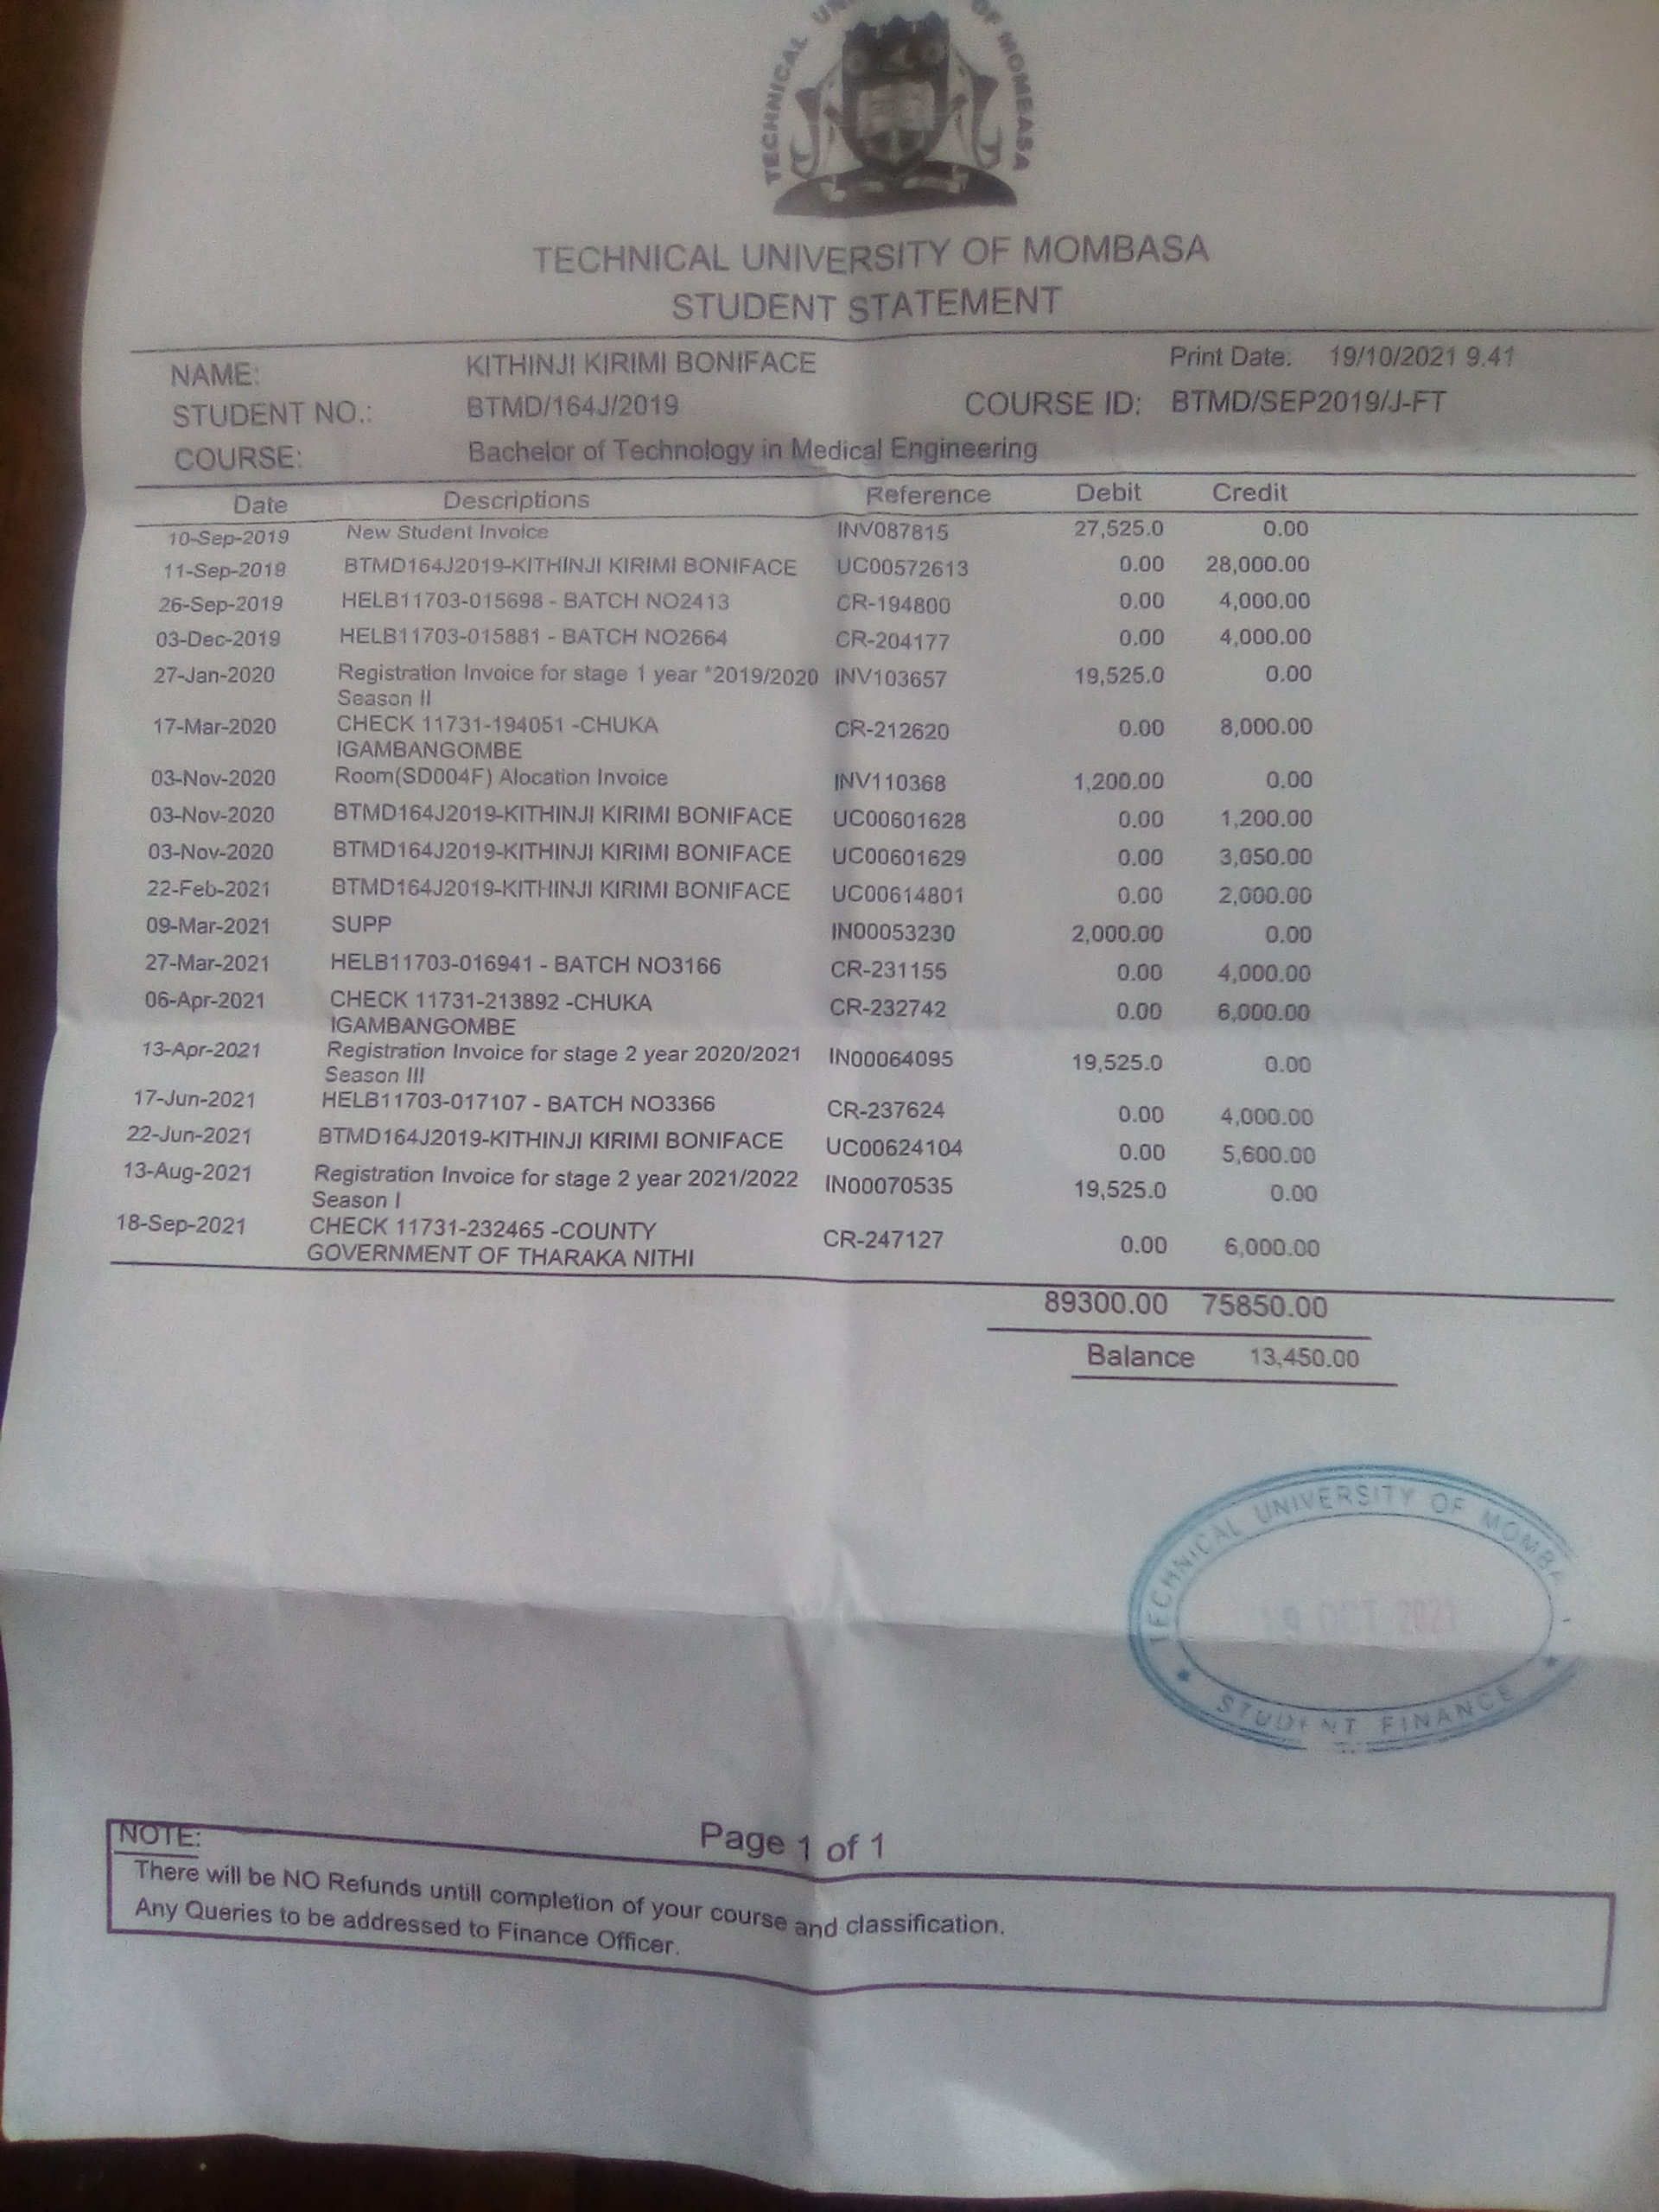 TECHNICAL UNIVERSITY OF MOMBASA
TECHNICAL UNIVERSITY OF MOMBASA
STUDENT STATEMENT
NAME: KITHINJI KIRIMI BONIFACE Print Date. 19/10/2021 9.41
STUDENT NO.: BTMD/164J/2019 COURSE ID: BTMD/SEP2019/J-FT
COURSE: Bachelor of Technology in Medical Engineering
Date Descriptions Reference Debit Credit
10-Sep-2019 New Student Invoice INV087815 27,525.0 0.00
11-Sep-2019 BTMD164J2019-KITHINJI KIRIMI BONIFACE UC00572613 0.00 28,000.00
26-Sep-2019 HELB11703-015698 - BATCH NO2413 CR-194800 0.00 4,000.00
03-Dec-2019 HELB11703-015881 - BATCH NO2664 CR-204177 0.00 4,000.00
27-Jan-2020 Registration Invoice for stage 1 year *2019/2020 INV103657 19,525.0 0.00
Season II
17-Mar-2020 CHECK 11731-194051 -CHUKA CR-212620 0.00 8,000.00
IGAMBANGOMBE
03-Nov-2020 Room(SD004F) Alocation Invoice INV110368 1,200.00 0.00
03-Nov-2020 BTMD164J2019-KITHINJI KIRIMI BONIFACE UC00601628 0.00 1,200.00
03-Nov-2020 BTMD164J2019-KITHINJI KIRIMI BONIFACE UC00601629 0.00 3,050.00
22-Feb-2021 BTMD164J2019-KITHINJI KIRIMI BONIFACE UC00614801 0.00 2,000.00
09-Mar-2021 SUPP IN00053230 2,000.00 0.00
27-Mar-2021 HELB11703-016941 - BATCH NO3166 CR-231155 0.00 4,000.00
06-Apr-2021 CHECK 11731-213892 -CHUKA CR-232742 0.00 6,000.00
IGAMBANGOMBE
13-Apr-2021 Registration Invoice for stage 2 year 2020/2021 IN00064095 19,525.0 0.00
Season III
17-Jun-2021 HELB11703-017107 - BATCH NO3366 CR-237624 0.00 4,000.00
22-Jun-2021 BTMD164J2019-KITHINJI KIRIMI BONIFACE UC00624104 0.00 5,600.00
13-Aug-2021 Registration Invoice for stage 2 year 2021/2022 IN00070535 19,525.0 0.00
Season I
18-Sep-2021 CHECK 11731-232465 -COUNTY CR-247127 0.00 6,000.00
GOVERNMENT OF THARAKA NITHI
89300.00 75850.00
Balance 13,450.00
TECHNICAL UNIVERSITY OF MOMBA
19 OCT 2021
STUDENT FINANCE
Page 1 of 1
NOTE:
There will be NO Refunds untill completion of your course and classification.
Any Queries to be addressed to Finance Officer.